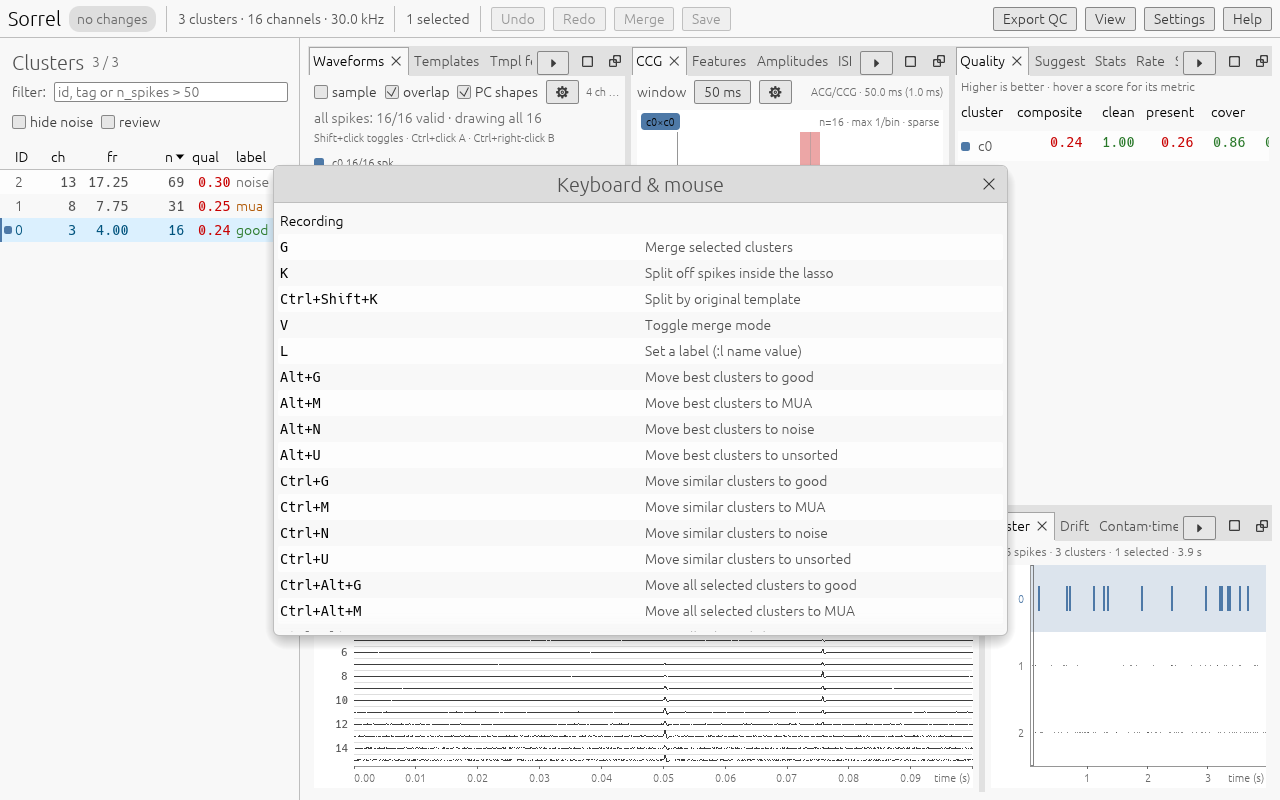 Sorrel no changes 3 clusters · 16 channels · 30.0 kHz 1 selected Undo Redo Merge Save Export QC View Settings Help
Clusters 3 / 3
filter: id, tag or n_spikes > 50
hide noise review
ID ch fr n qual label
2 13 17.25 69 0.30 noise
1 8 7.75 31 0.25 mua
0 3 4.00 16 0.24 good
Waveforms Templates Tmpl
sample overlap PC shapes 4 ch …
all spikes: 16/16 valid · drawing all 16
Shift+click toggles · Ctrl+click A · Ctrl+right-click B
c0 16/16 spk
CCG Features Amplitudes ISI
window 50 ms ACG/CCG · 50.0 ms (1.0 ms)
c0×c0 n=16 · max 1/bin · sparse
Quality Suggest Stats Rate
Higher is better · hover a score for its metric
cluster composite clean present cover
c0 0.24 1.00 0.26 0.86
Keyboard & mouse
Recording
G Merge selected clusters
K Split off spikes inside the lasso
Ctrl+Shift+K Split by original template
V Toggle merge mode
L Set a label (:l name value)
Alt+G Move best clusters to good
Alt+M Move best clusters to MUA
Alt+N Move best clusters to noise
Alt+U Move best clusters to unsorted
Ctrl+G Move similar clusters to good
Ctrl+M Move similar clusters to MUA
Ctrl+N Move similar clusters to noise
Ctrl+U Move similar clusters to unsorted
Ctrl+Alt+G Move all selected clusters to good
Ctrl+Alt+M Move all selected clusters to MUA
6
8
10
12
14
0.00 0.01 0.02 0.03 0.04 0.05 0.06 0.07 0.08 0.09 time (s)
ster Drift Contam·time
spikes · 3 clusters · 1 selected · 3.9 s
0
1
2
1 2 3 time (s)